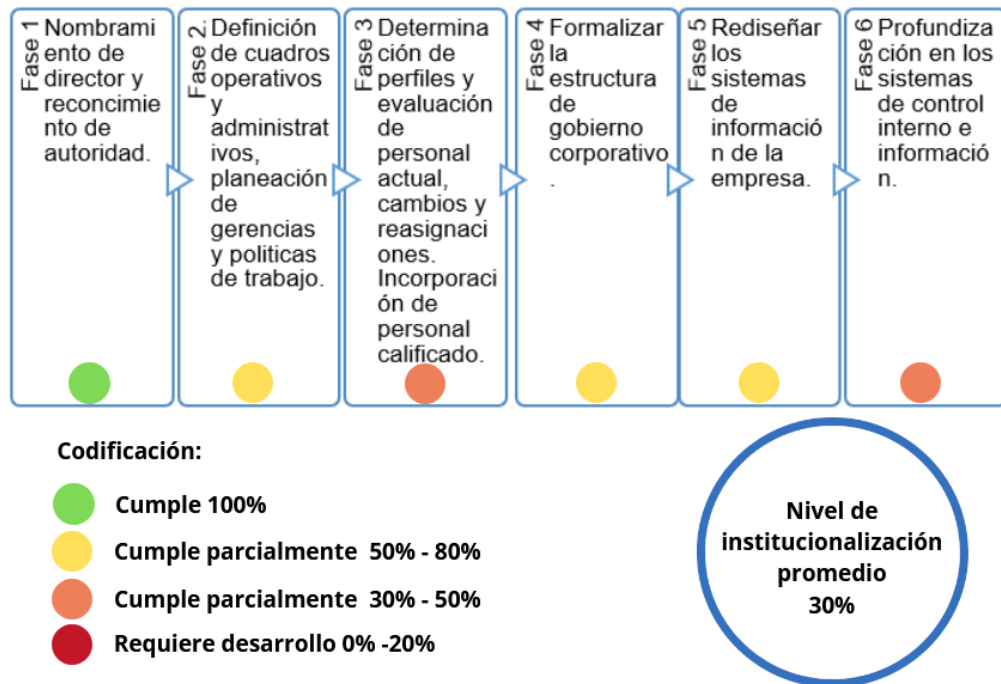 Fase 1
Nombrami
ento de
director y
reconcimie
nto de
autoridad.
Fase 2.
Definición
de cuadros
operativos
y
administrat
ivos,
planeación
de
gerencias
y politicas
de trabajo.
Fase 3
Determina
ción de
perfiles y
evaluación
de
personal
actual,
cambios y
reasignaci
ones.
Incorporaci
ón de
personal
calificado.
Fase 4
Formalizar
la
estructura
de
gobierno
corporativo
.
Fase 5
Rediseñar
los
sistemas
de
informació
n de la
empresa.
Fase 6
Profundiza
ción en los
sistemas
de control
interno e
informació
n.
Codificación:
Cumple 100%
Cumple parcialmente 50% - 80%
Cumple parcialmente 30% - 50%
Requiere desarrollo 0% -20%
Nivel de
institucionalización
promedio
30%